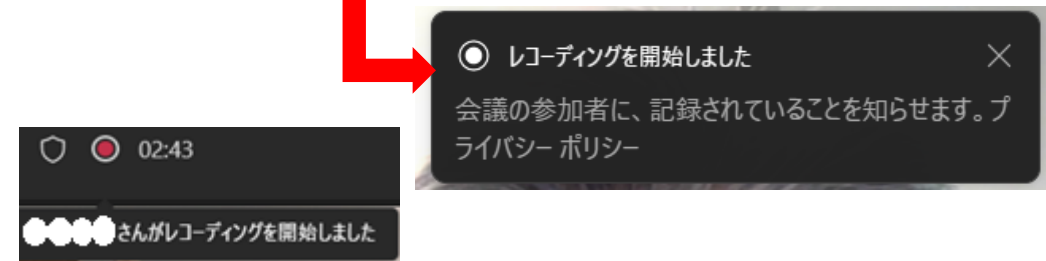 レコーディングを開始しました
会議の参加者に、記録されていることを知らせます。プ
ライバシー ポリシー
02:43
さんがレコーディングを開始しました